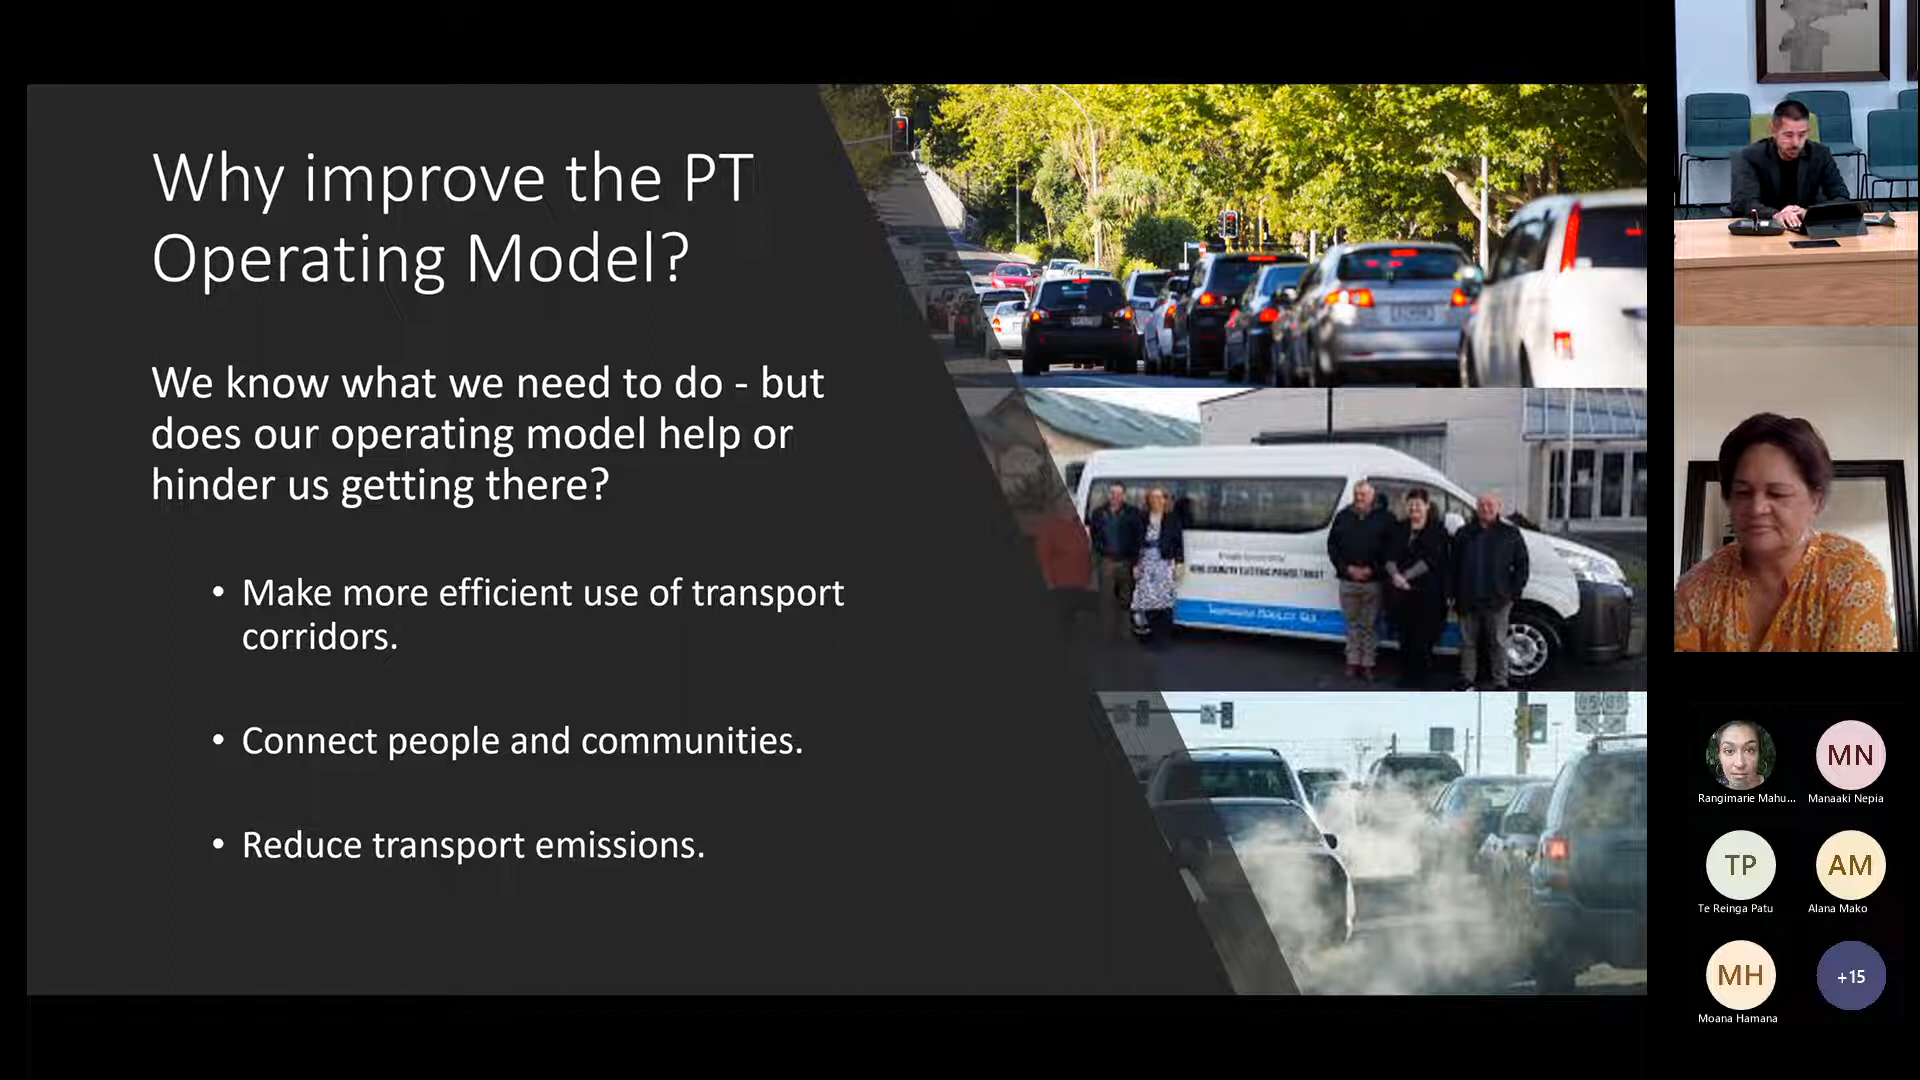 Why improve the PT
Operating Model?
We know what we need to do - but
does our operating model help or
hinder us getting there?
• Make more efficient use of transport
corridors.
• Connect people and communities.
• Reduce transport emissions.
Rangimarie Mahu...
MN
Manaaki Nepia
TP
Te Reinga Patu
AM
Alana Mako
MH
Moana Hamana
+15